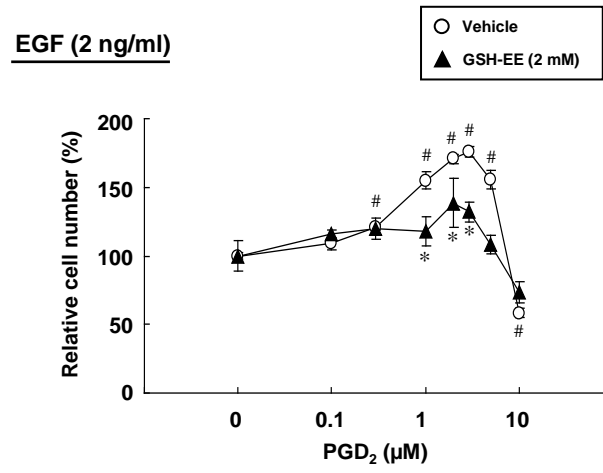 EGF (2 ng/ml)
Vehicle
GSH-EE (2 mM)
Relative cell number (%)
200
150
100
50
0
# # # # #
* * *
#
0 0.1 1 10
PGD₂ (µM)